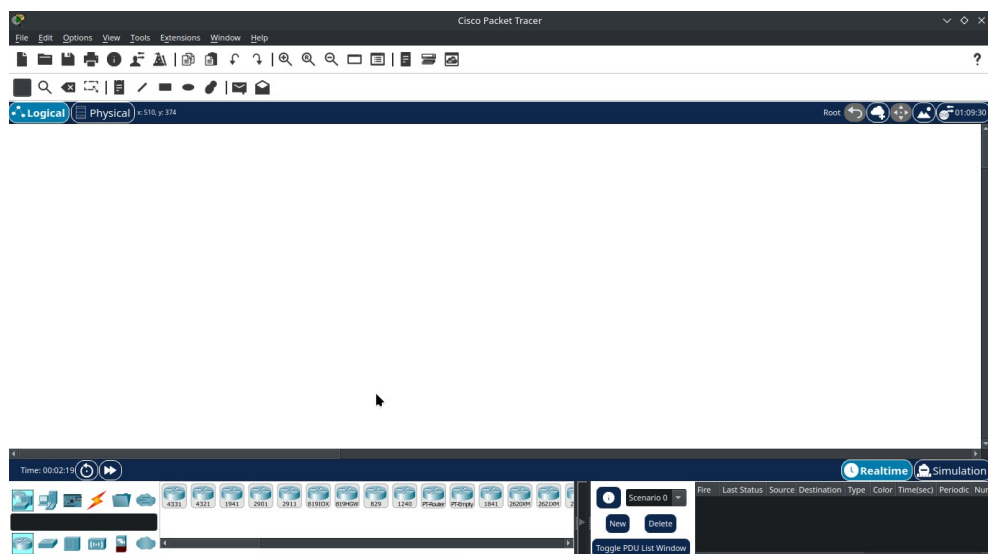 Cisco Packet Tracer
File Edit Options View Tools Extensions Window Help
?
Logical Physical x: 510, y: 374 Root 01:09:30
Time: 00:02:19 Realtime Simulation
4331 4321 1941 2901 2911 819IOX 819HGW 829 1240 PT-Router PT-Empty 1841 2620XM 2621XM 2
Scenario 0
New Delete
Toggle PDU List Window
Fire Last Status Source Destination Type Color Time(sec) Periodic Nur